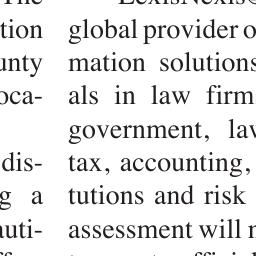 The
tion
unty
oca-
dis-
g a
auti-
LexisNexis®
global provider o
mation solutions
als in law firm
government, law
tax, accounting,
tutions and risk
assessment will n